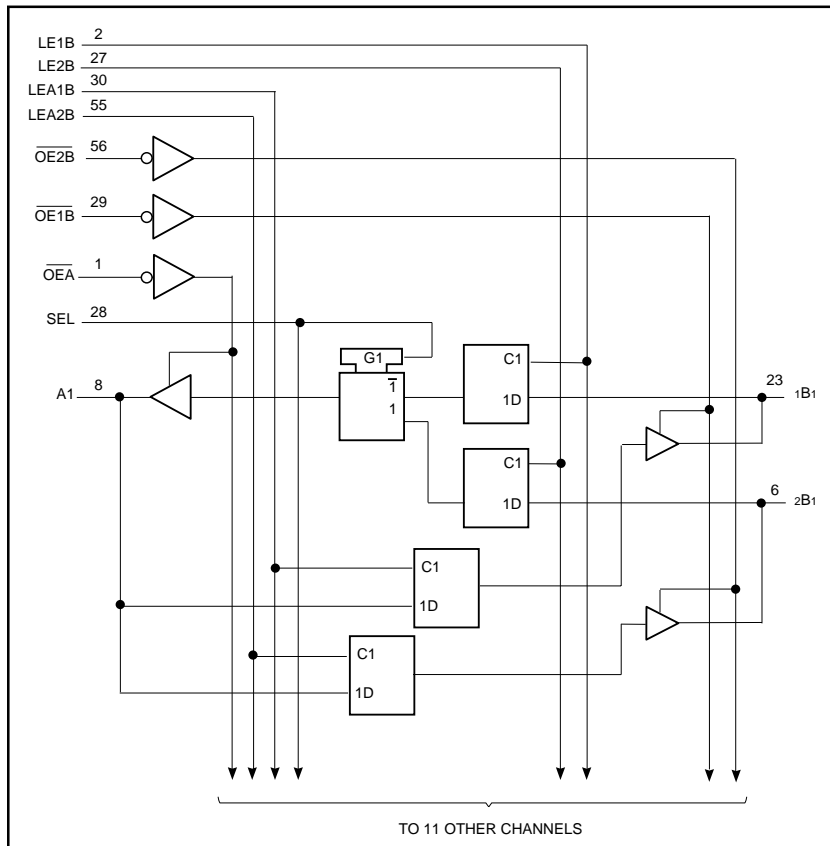 LE1B 2
LE2B 27
LEA1B 30
LEA2B 55
OE2B 56
OE1B 29
OEA 1
SEL 28
G1
A1 8
1
1
C1
1D
23 1B1
C1
1D
6 2B1
C1
1D
C1
1D
TO 11 OTHER CHANNELS